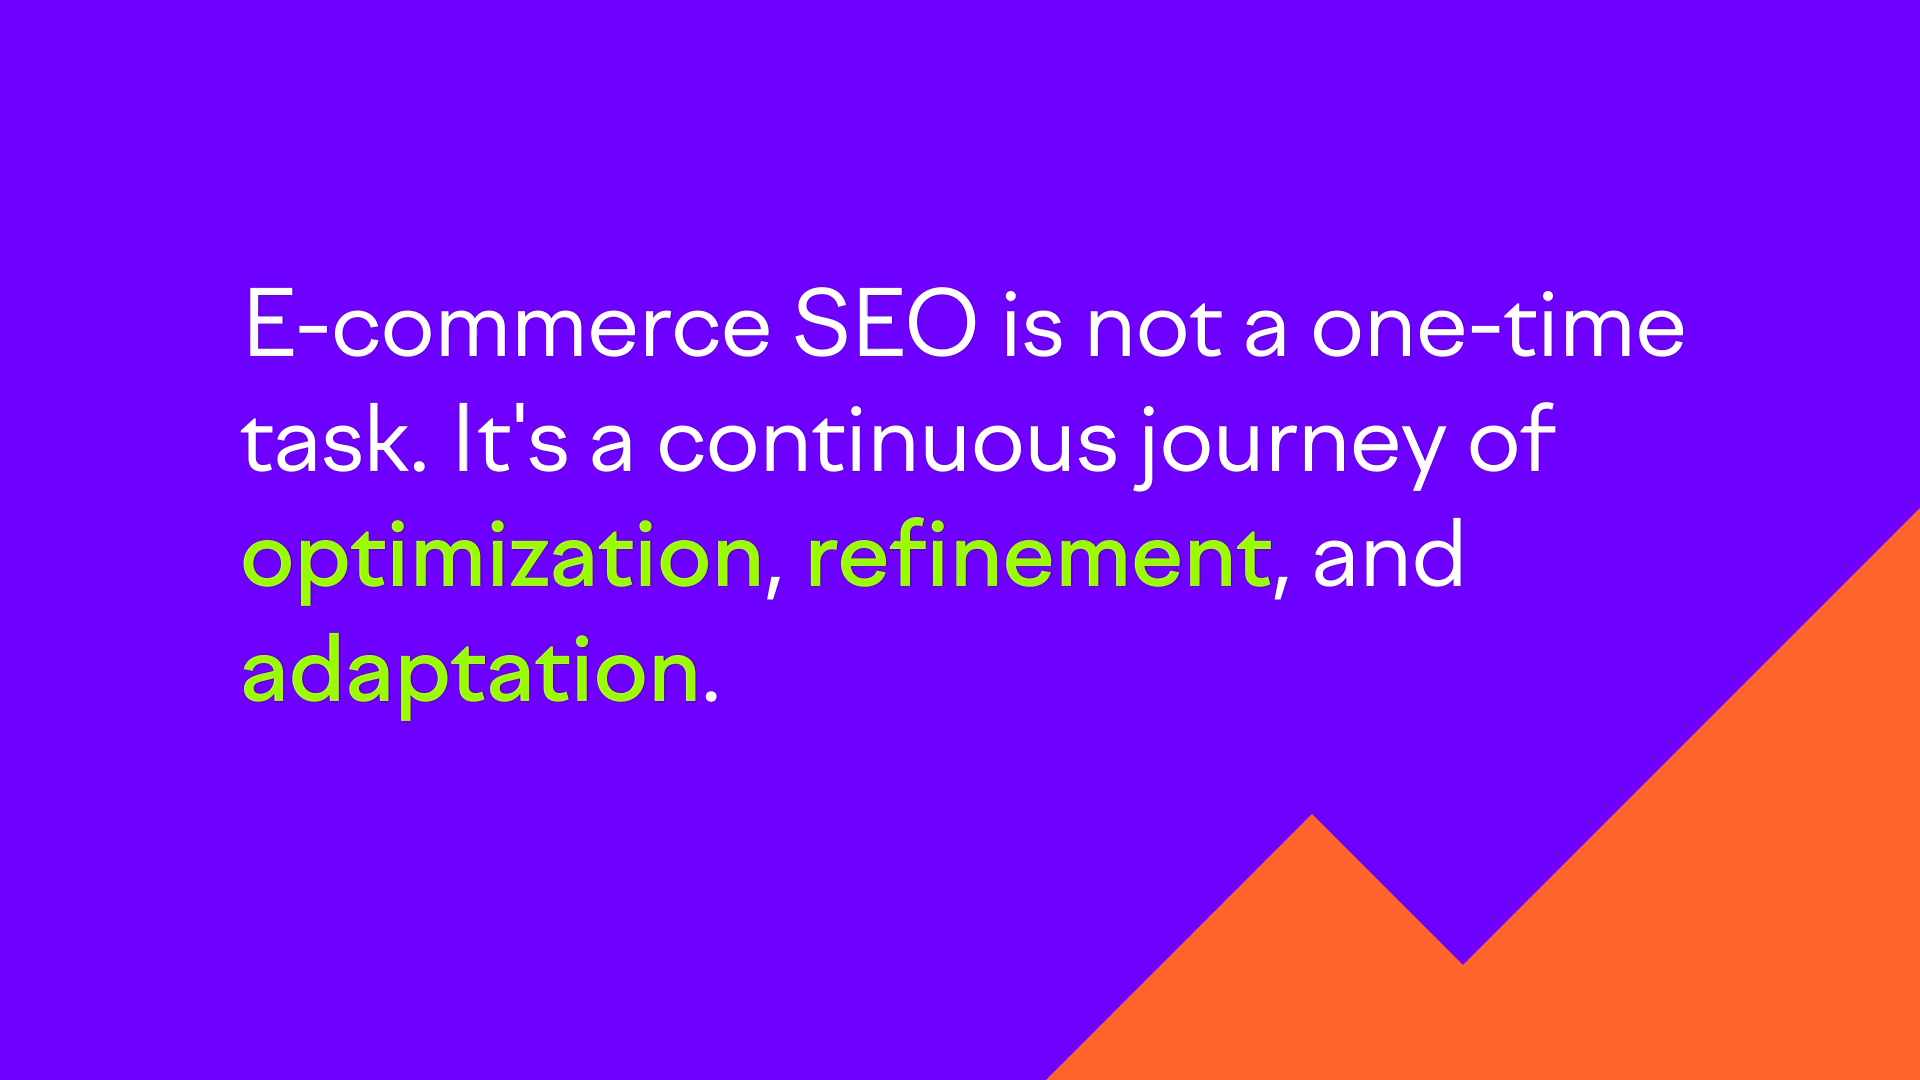 E-commerce SEO is not a one-time
task. It's a continuous journey of
optimization, refinement, and
adaptation.